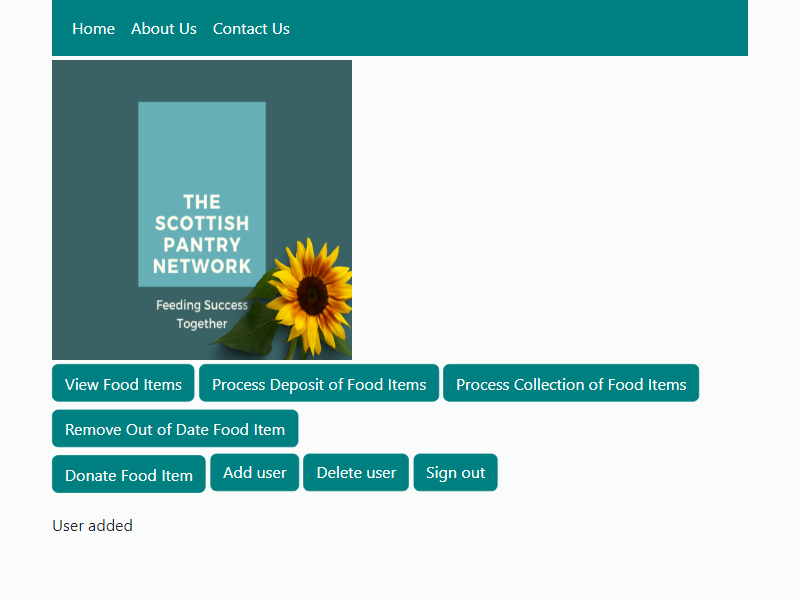 Home About Us Contact Us
THE
SCOTTISH
PANTRY
NETWORK
Feeding Success
Together
View Food Items Process Deposit of Food Items Process Collection of Food Items
Remove Out of Date Food Item
Donate Food Item Add user Delete user Sign out
User added